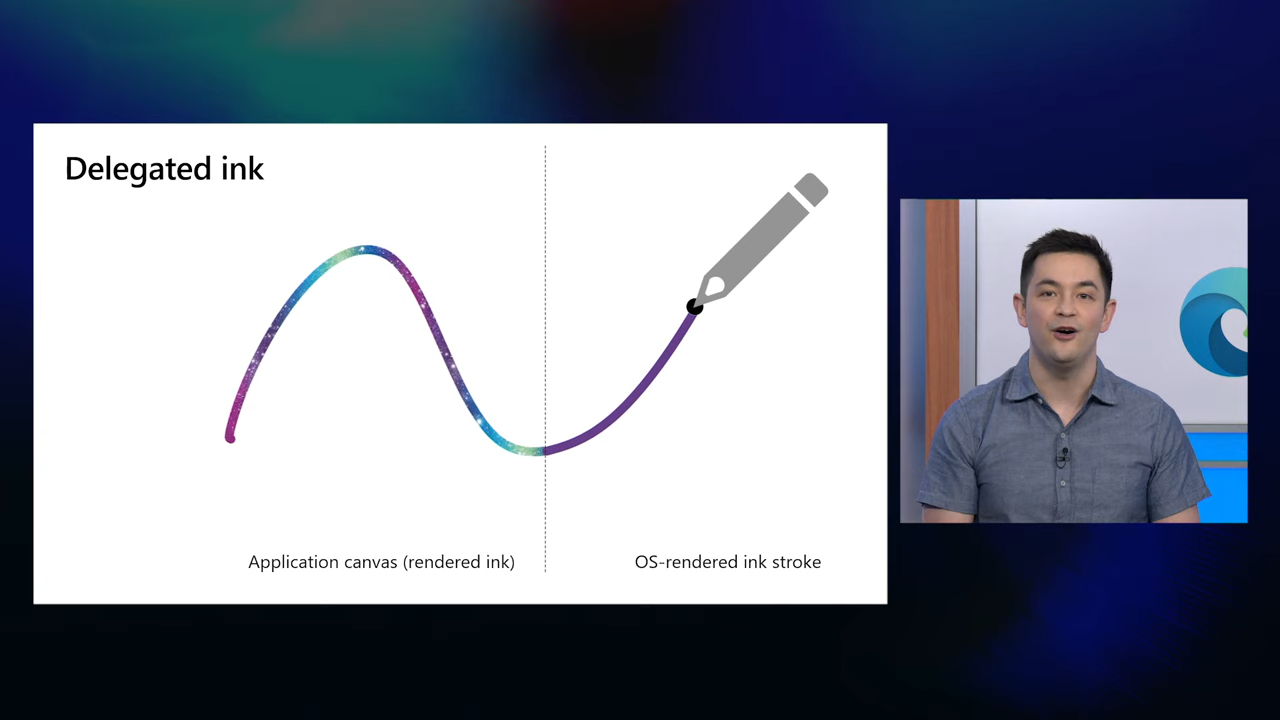 Delegated ink
Application canvas (rendered ink)
OS-rendered ink stroke